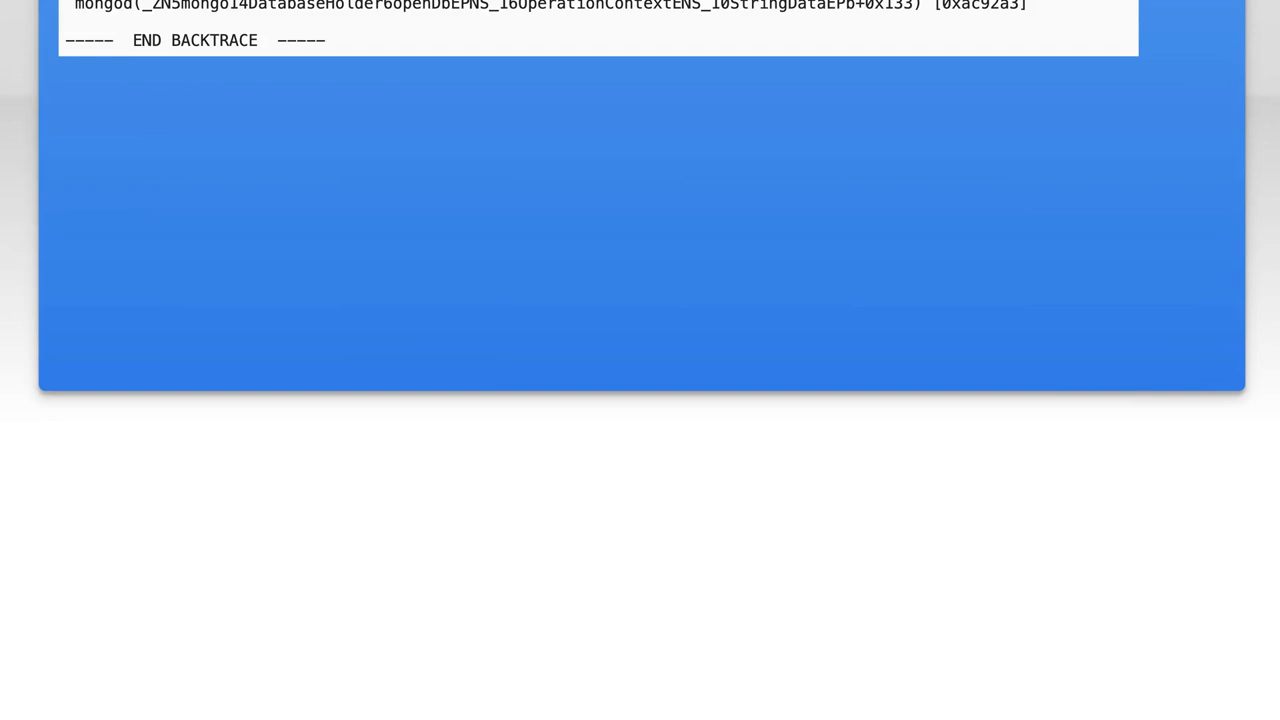 mongod(_ZN5mongo14DatabaseHolder6openDbEPNS_16OperationContextENS_10StringDataEPb+0x133) [0xac92a3]
----- END BACKTRACE -----